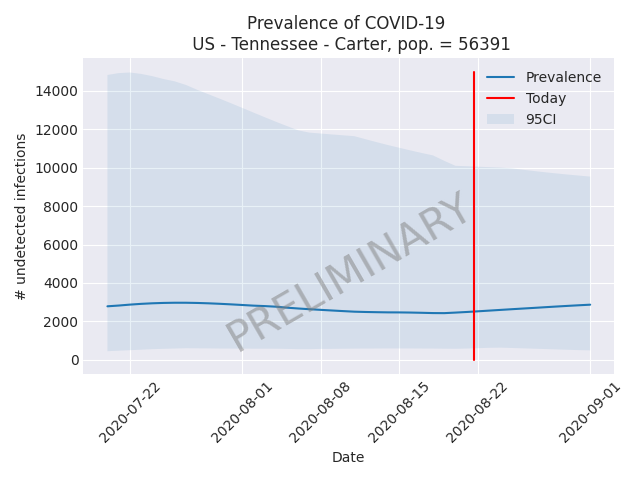 Prevalence of COVID-19
US - Tennessee - Carter, pop. = 56391
Prevalence
Today
95CI
14000
12000
10000
8000
6000
4000
2000
0
# undetected infections
PRELIMINARY
2020-07-22
2020-08-01
2020-08-08
2020-08-15
2020-08-22
2020-09-01
Date